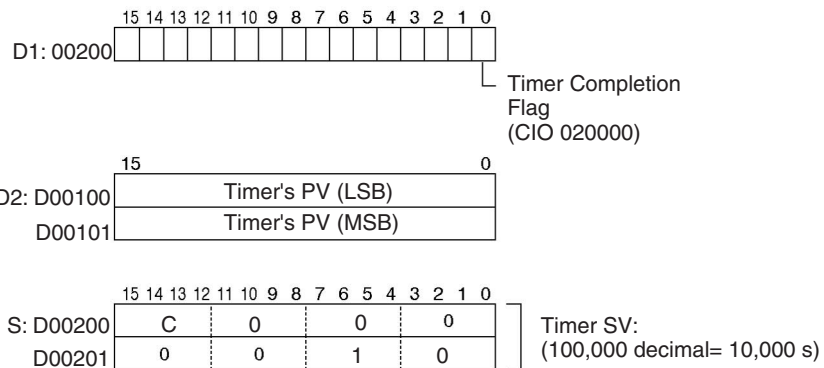 15 14 13 12 11 10 9 8 7 6 5 4 3 2 1 0
D1: 00200
Timer Completion
Flag
(CIO 020000)
15 0
D2: D00100 Timer's PV (LSB)
D00101 Timer's PV (MSB)
15 14 13 12 11 10 9 8 7 6 5 4 3 2 1 0
S: D00200 C 0 0 0
D00201 0 0 1 0
Timer SV:
(100,000 decimal= 10,000 s)